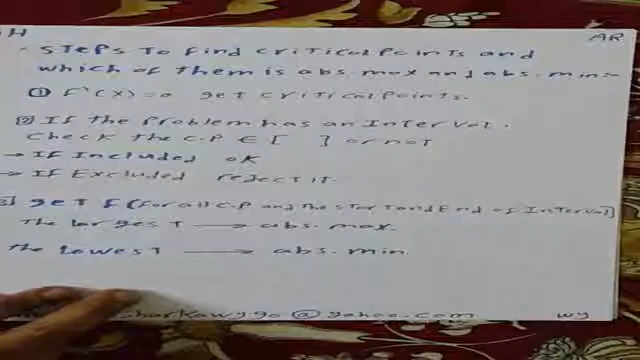 H AR
Steps to find critical points and
which of them is abs. max and abs. min:-
① F'(x)=0 get critical points.
② If the problem has an Interval.
check the C.P ∈ [ ] or not
→ If Included ok
→ If Excluded reject it.
get F(for all C.P and the start and End of Interval)
The largest → abs. max.
the lowest → abs. min
harkawy90@yahoo.com wy